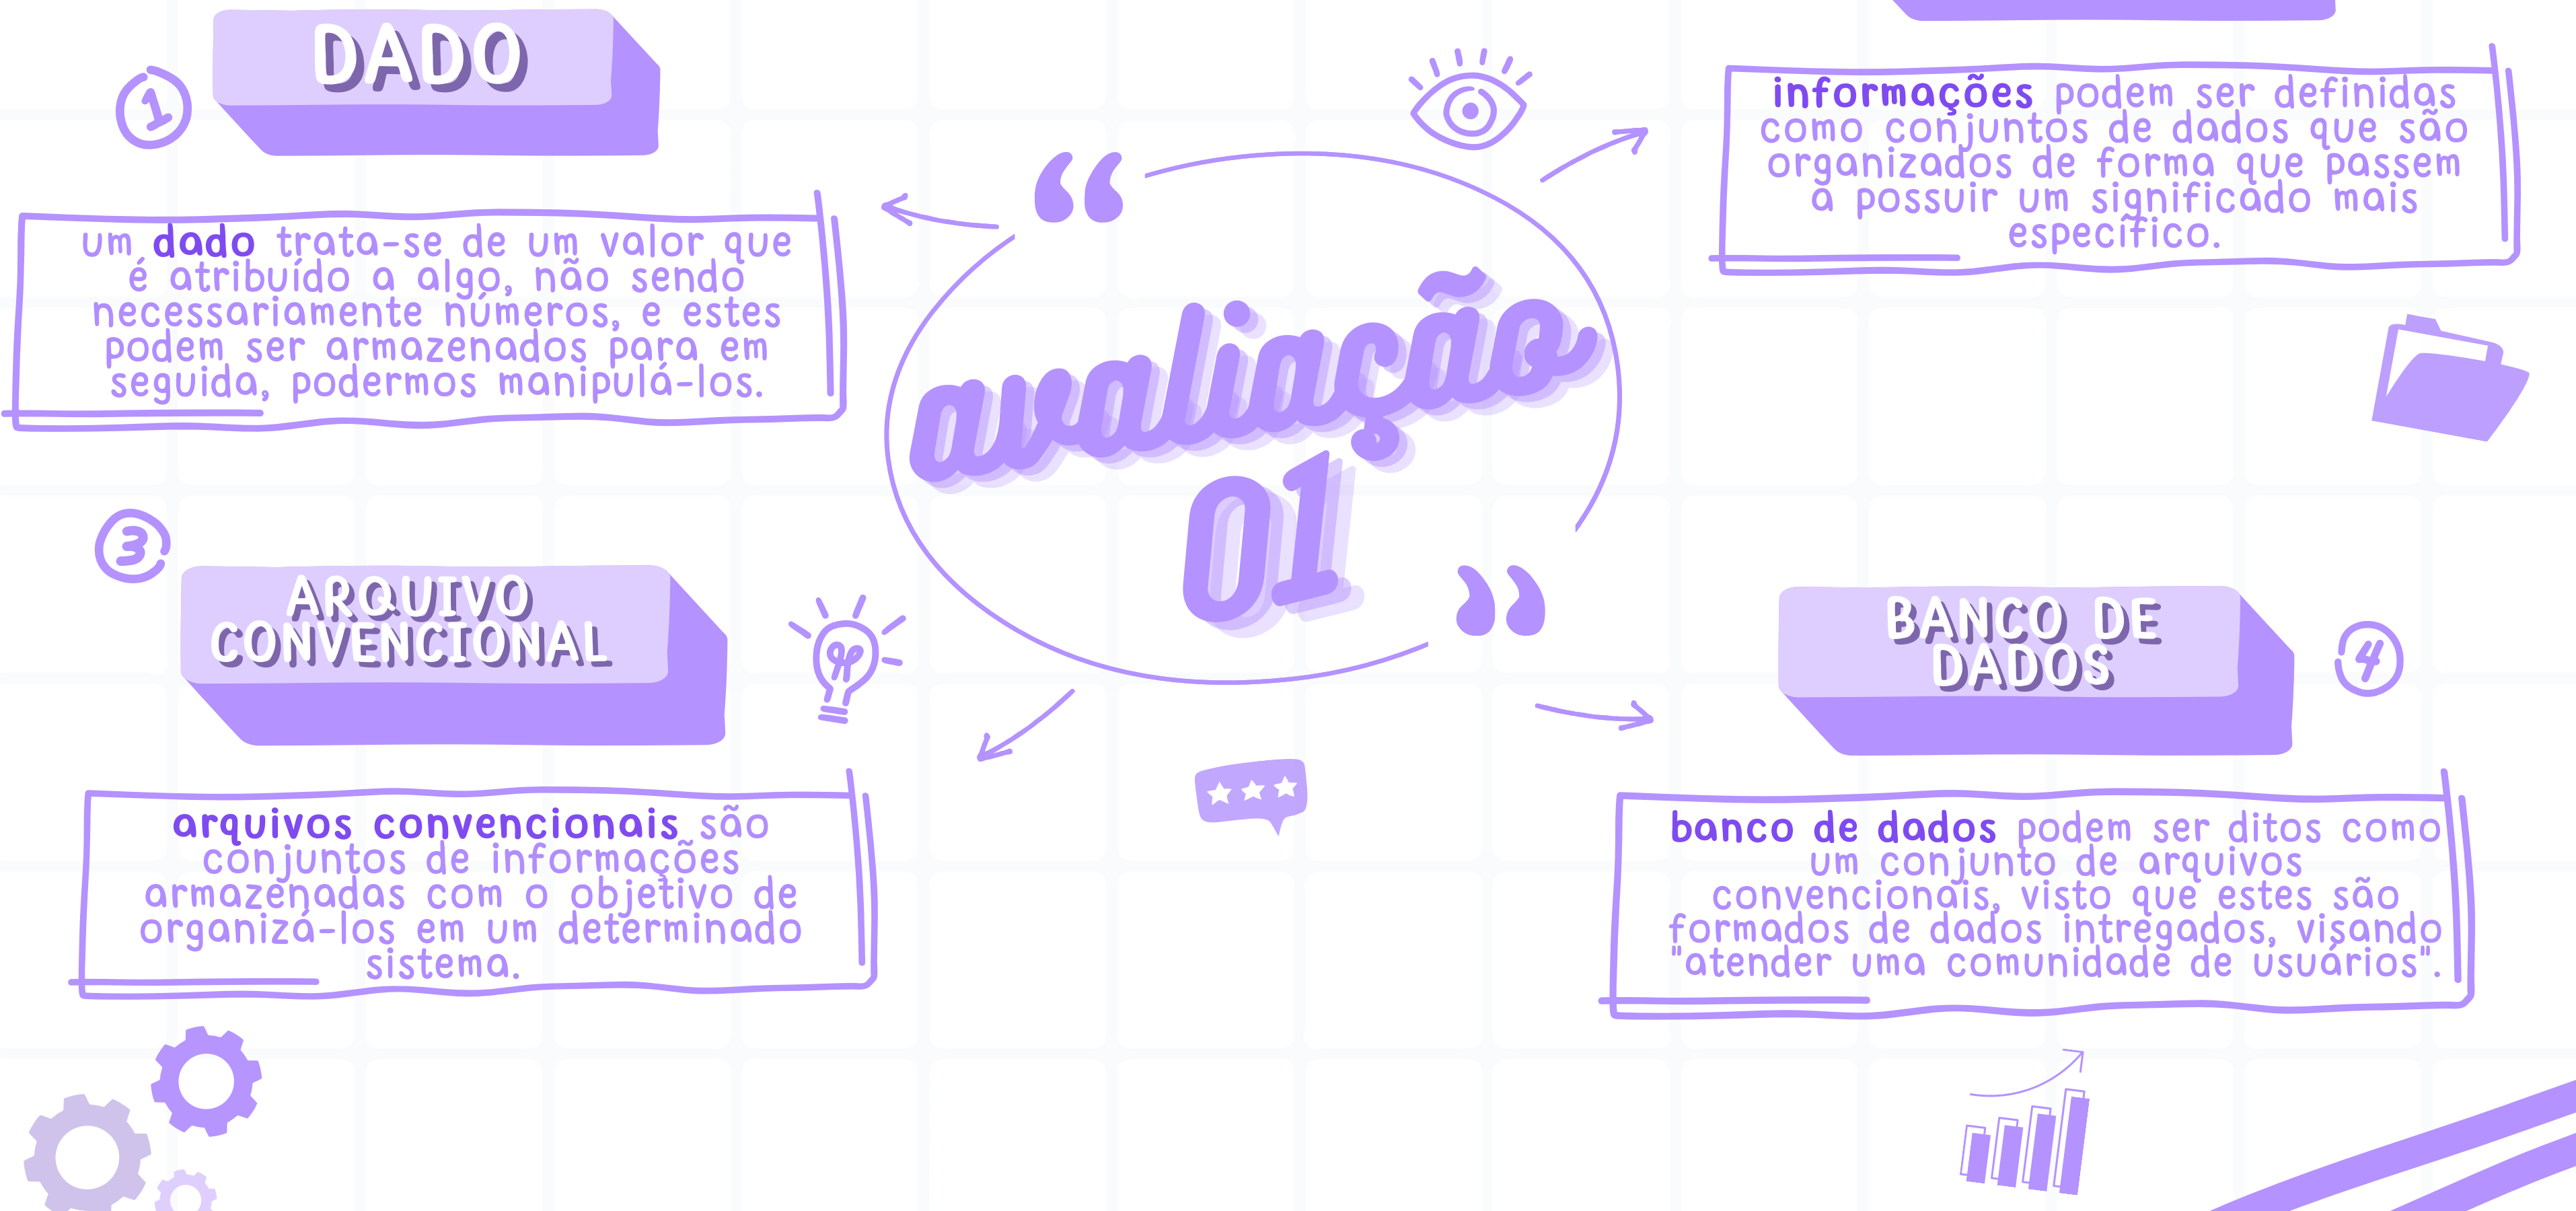 1
DADO
um dado trata-se de um valor que
é atribuído a algo, não sendo
necessariamente números, e estes
podem ser armazenados para em
seguida, podermos manipulá-los.
informações podem ser definidas
como conjuntos de dados que são
organizados de forma que passem
a possuir um significado mais
específico.
“
avaliação
01
”
3
ARQUIVO
CONVENCIONAL
arquivos convencionais são
conjuntos de informações
armazenadas com o objetivo de
organizá-los em um determinado
sistema.
BANCO DE
DADOS
4
banco de dados podem ser ditos como
um conjunto de arquivos
convencionais, visto que estes são
formados de dados intregados, visando
"atender uma comunidade de usuários".